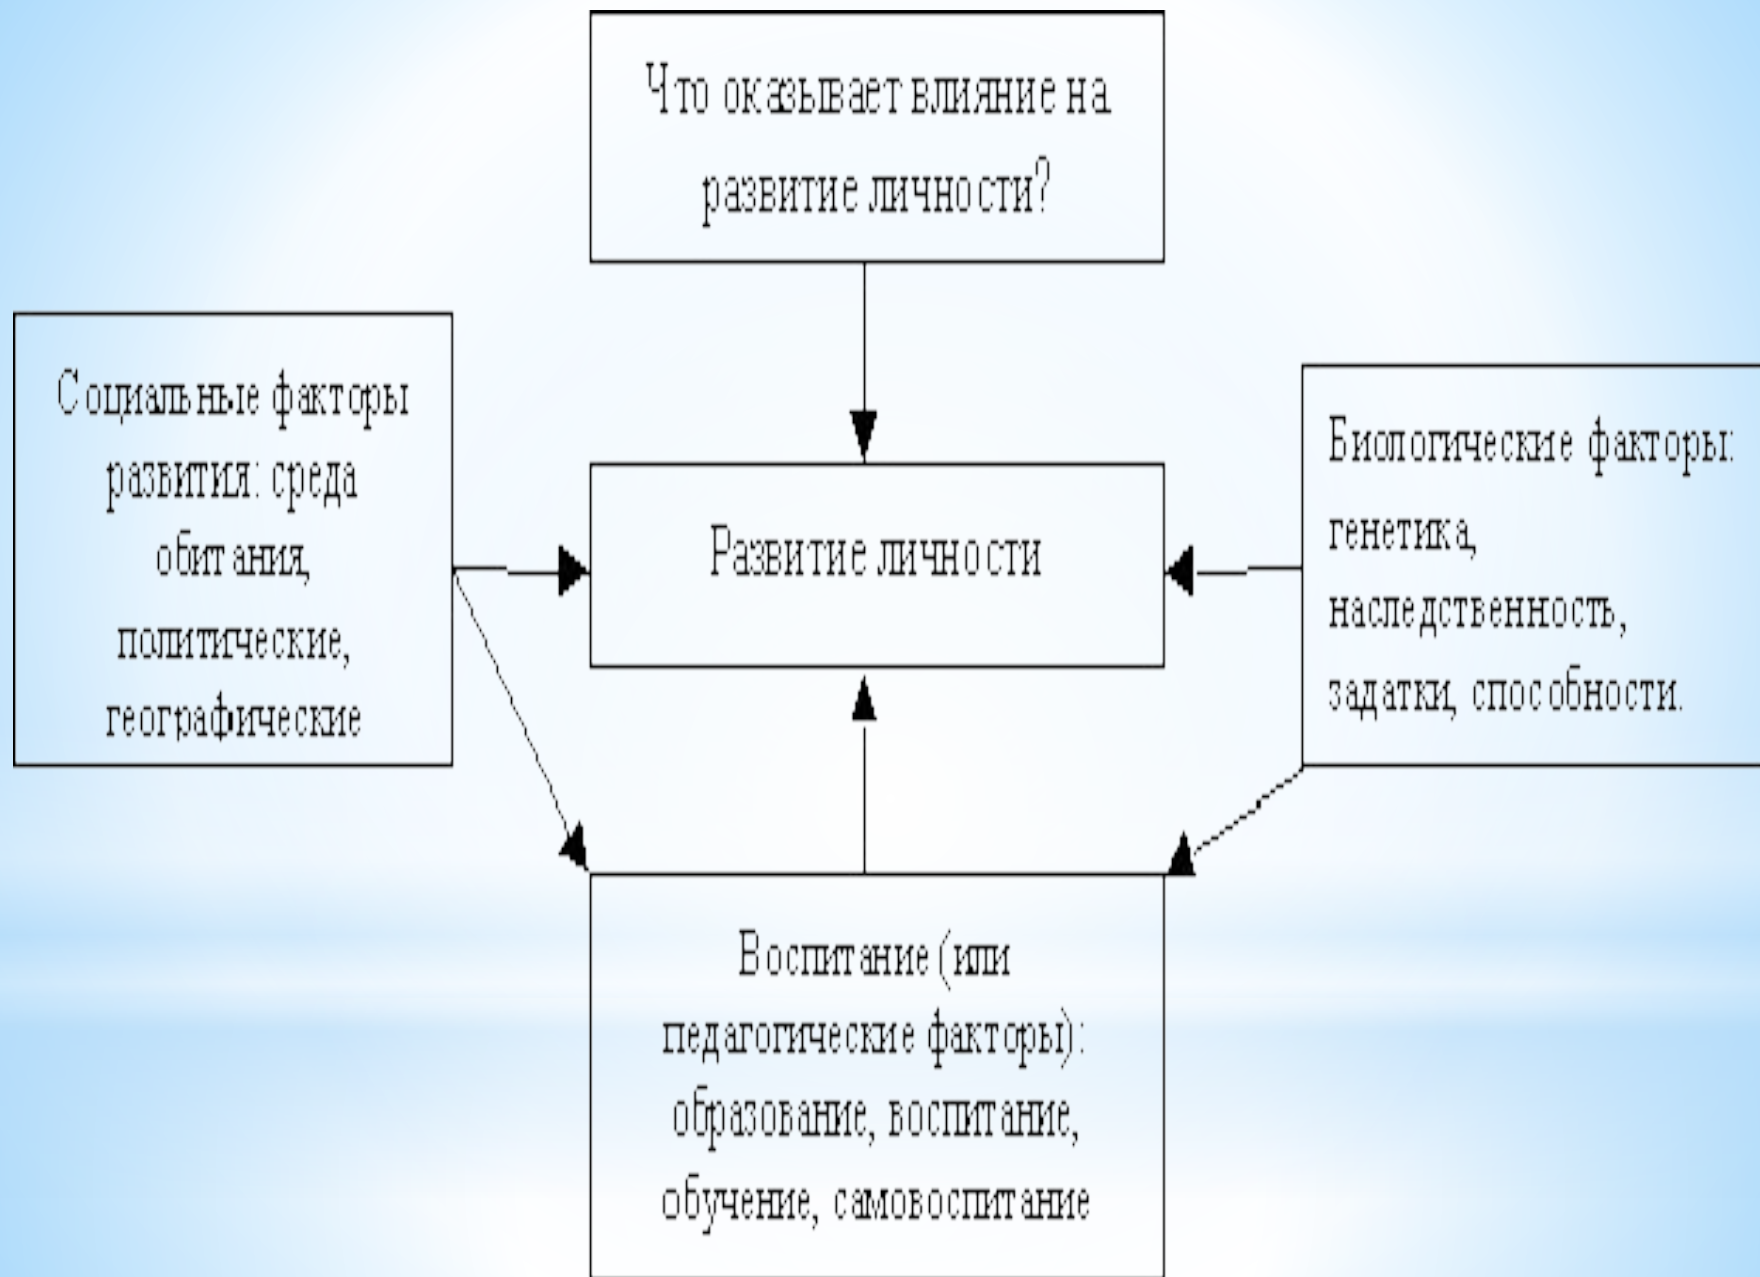 Что оказывает влияние на
развитие личности?
Социальные факторы
развития: среда
обитания,
политические,
географические
Развитие личности
Биологические факторы:
генетика,
наследственность,
задатки, способности.
Воспитание (или
педагогические факторы):
образование, воспитание,
обучение, самовоспитание